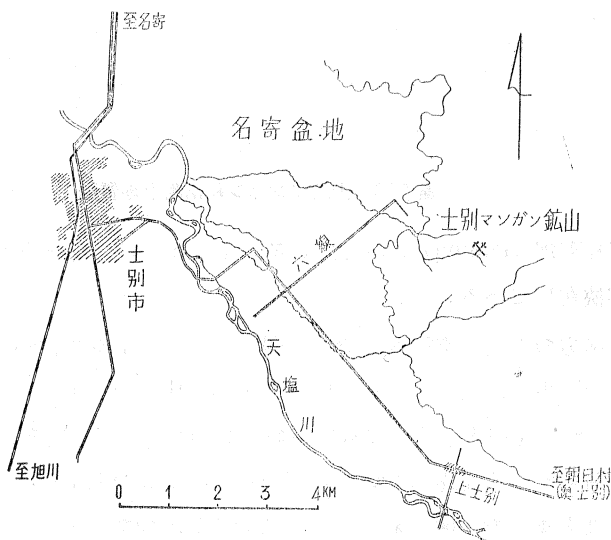 至名寄
名寄盆地
士別マンガン鉱山
六線
士別市
天塩川
至旭川
0 1 2 3 4KM
上士別
至朝日村
(奥士別)